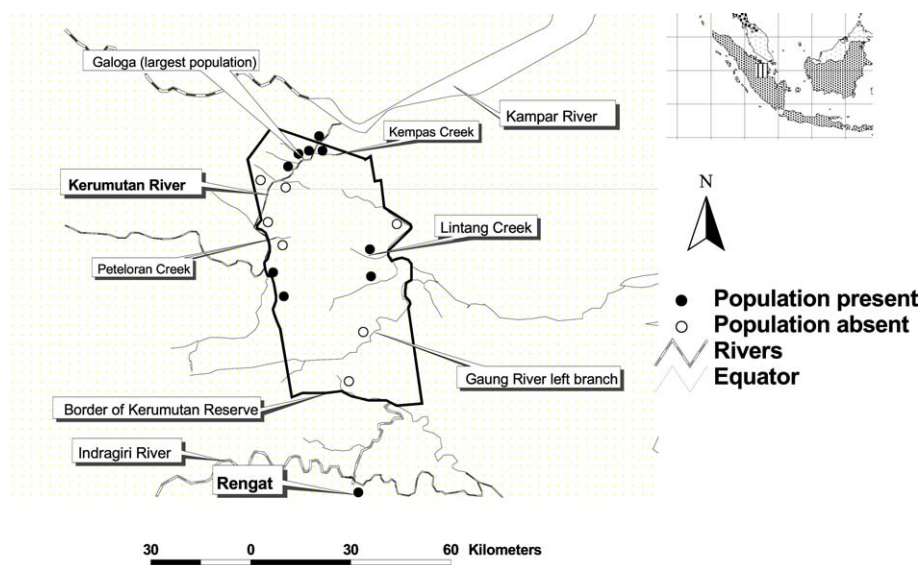 Galoga (largest population)
Kampar River
Kempas Creek
Kerumutan River
Lintang Creek
Peteloran Creek
Gaung River left branch
Border of Kerumutan Reserve
Indragiri River
Rengat
N
Population present
Population absent
Rivers
Equator
30 0 30 60 Kilometers